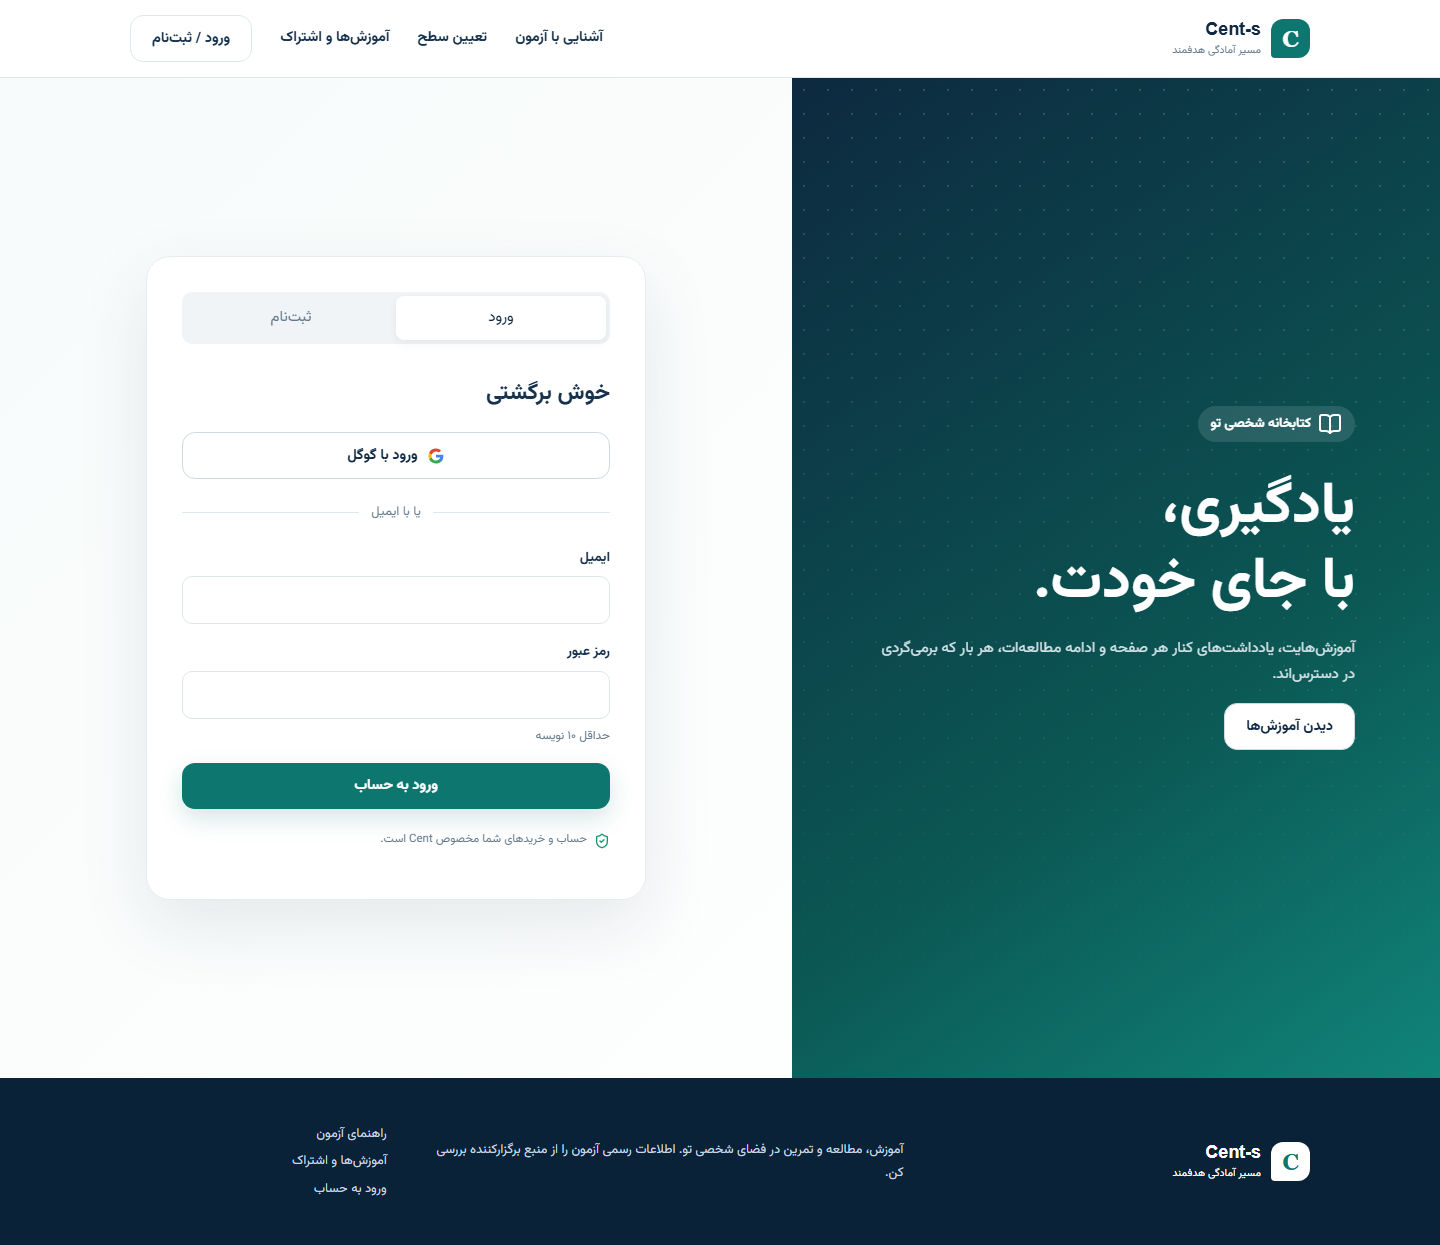 C
Cent-s
مسیر آمادگی هدفمند
آشنایی با آزمون
تعیین سطح
آموزش‌ها و اشتراک
ورود / ثبت‌نام
کتابخانه شخصی تو
یادگیری،
با جای خودت.
آموزش‌هایت، یادداشت‌های کنار هر صفحه و ادامه مطالعه‌ات، هر بار که برمی‌گردی
در دسترس‌اند.
دیدن آموزش‌ها
ورود
ثبت‌نام
خوش برگشتی
ورود با گوگل
یا با ایمیل
ایمیل
رمز عبور
حداقل ۱۰ نویسه
ورود به حساب
حساب و خریدهای شما مخصوص Cent است.
C
Cent-s
مسیر آمادگی هدفمند
آموزش، مطالعه و تمرین در فضای شخصی تو. اطلاعات رسمی آزمون را از منبع برگزارکننده بررسی
کن.
راهنمای آزمون
آموزش‌ها و اشتراک
ورود به حساب